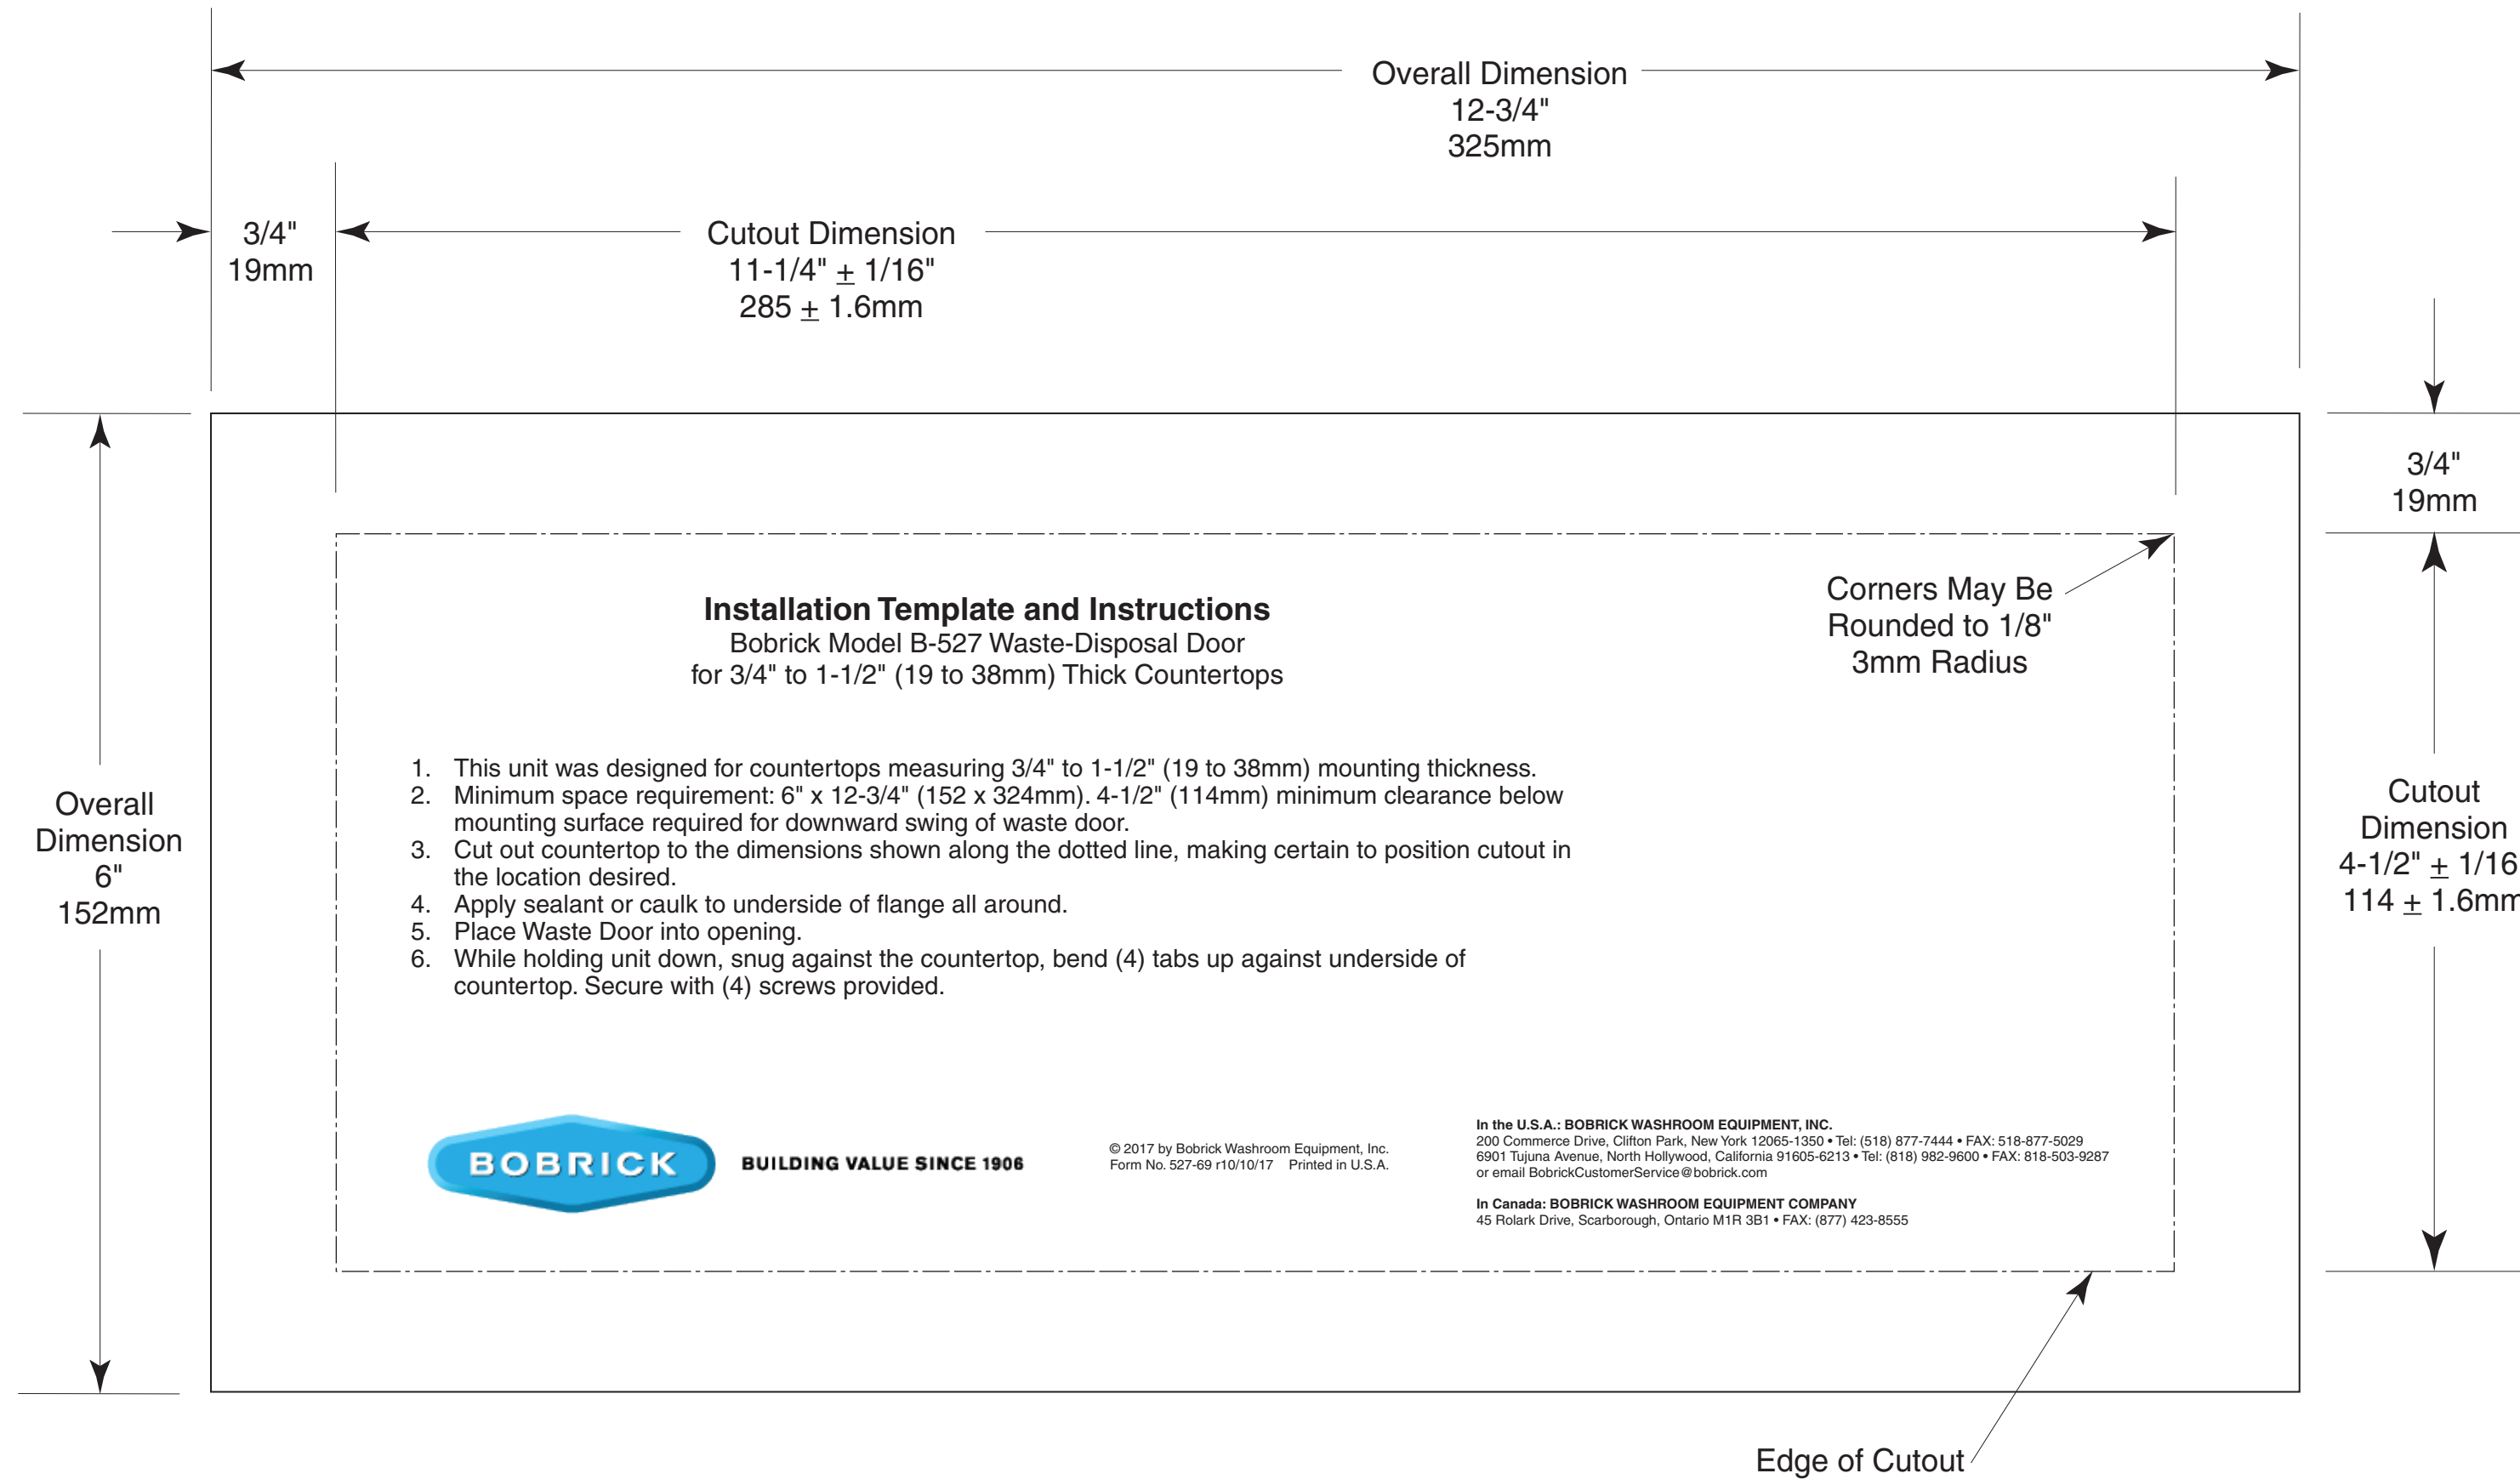 Overall Dimension
12-3/4"
325mm
3/4"
19mm
Cutout Dimension
11-1/4" ± 1/16"
285 ± 1.6mm
3/4"
19mm
Corners May Be
Rounded to 1/8"
3mm Radius
Installation Template and Instructions
Bobrick Model B-527 Waste-Disposal Door
for 3/4" to 1-1/2" (19 to 38mm) Thick Countertops
1. This unit was designed for countertops measuring 3/4" to 1-1/2" (19 to 38mm) mounting thickness.
2. Minimum space requirement: 6" x 12-3/4" (152 x 324mm). 4-1/2" (114mm) minimum clearance below
mounting surface required for downward swing of waste door.
3. Cut out countertop to the dimensions shown along the dotted line, making certain to position cutout in
the location desired.
4. Apply sealant or caulk to underside of flange all around.
5. Place Waste Door into opening.
6. While holding unit down, snug against the countertop, bend (4) tabs up against underside of
countertop. Secure with (4) screws provided.
Overall
Dimension
6"
152mm
Cutout
Dimension
4-1/2" ± 1/16
114 ± 1.6mm
BOBRICK
BUILDING VALUE SINCE 1906
© 2017 by Bobrick Washroom Equipment, Inc.
Form No. 527-69 r10/10/17 Printed in U.S.A.
In the U.S.A.: BOBRICK WASHROOM EQUIPMENT, INC.
200 Commerce Drive, Clifton Park, New York 12065-1350 • Tel: (518) 877-7444 • FAX: 518-877-5029
6901 Tujuna Avenue, North Hollywood, California 91605-6213 • Tel: (818) 982-9600 • FAX: 818-503-9287
or email BobrickCustomerService@bobrick.com
In Canada: BOBRICK WASHROOM EQUIPMENT COMPANY
45 Rolark Drive, Scarborough, Ontario M1R 3B1 • FAX: (877) 423-8555
Edge of Cutout